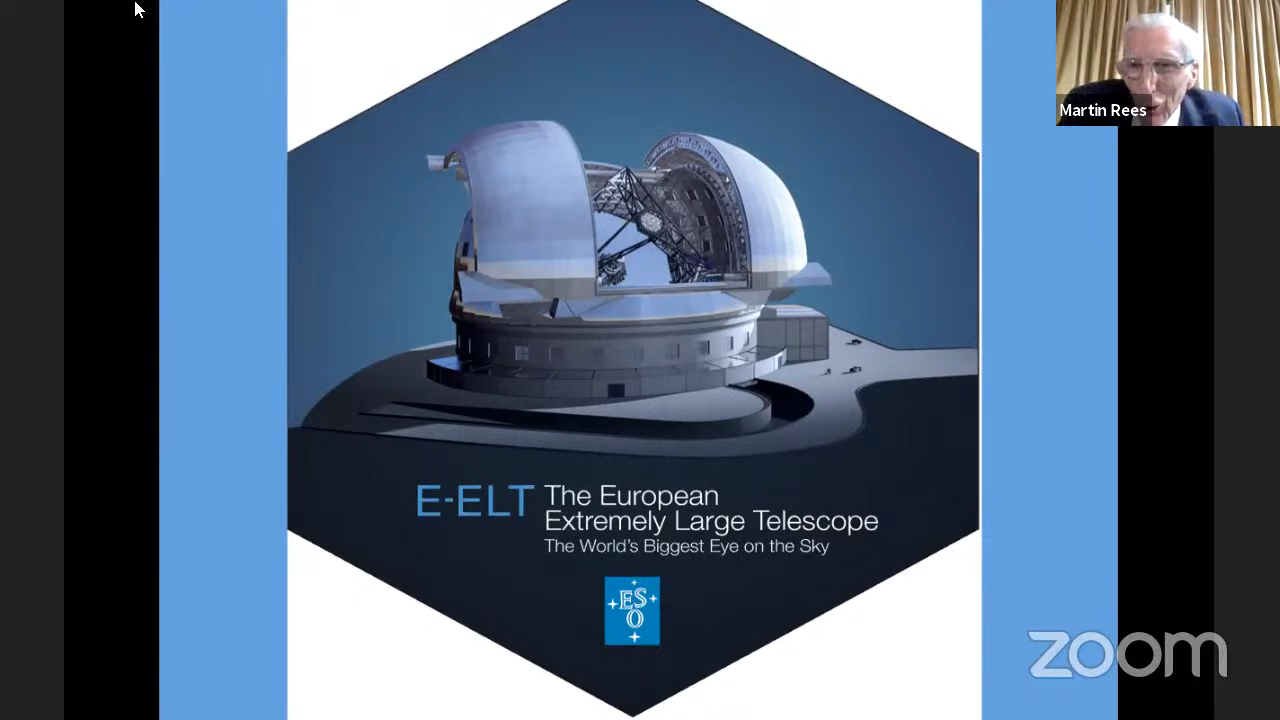 Martin Rees
E-ELT The European
Extremely Large Telescope
The World's Biggest Eye on the Sky
ES
O
zoom